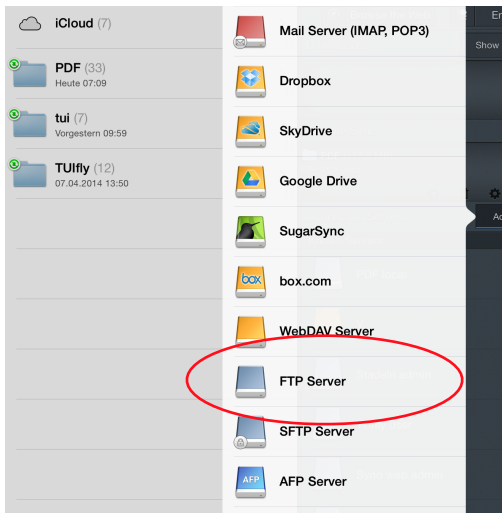 iCloud (7)
PDF (33)
Heute 07:09
tui (7)
Vorgestern 09:59
TUIfly (12)
07.04.2014 13:50
Mail Server (IMAP, POP3)
Dropbox
SkyDrive
Google Drive
SugarSync
box
box.com
WebDAV Server
FTP Server
SFTP Server
AFP
AFP Server
Show